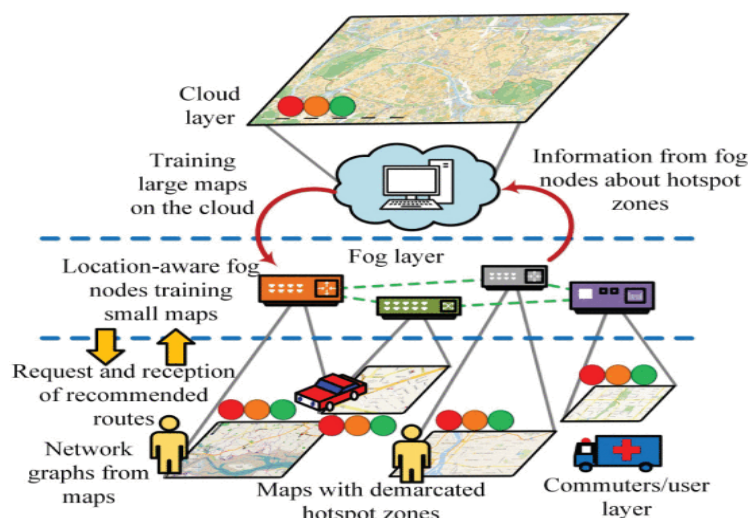 Cloud
layer
Training
large maps
on the cloud
Information from fog
nodes about hotspot
zones
Fog layer
Location-aware fog
nodes training
small maps
Request and reception
of recommended
routes
Network
graphs from
maps
Maps with demarcated
hotspot zones
Commuters/user
layer